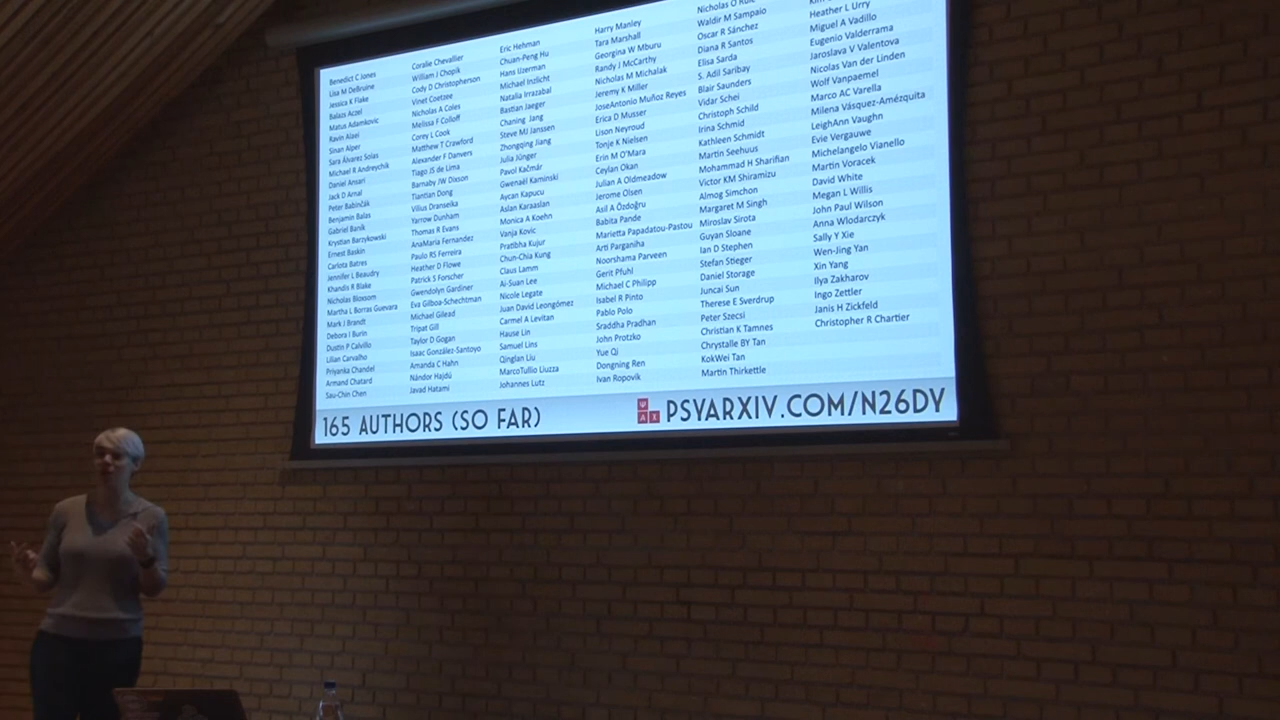 Benedict C Jones
Lisa M DeBruine
Jessica K Flake
Balazs Aczel
Matus Adamkovic
Ravin Alaei
Sinan Alper
Sara Álvarez Solas
Michael R Andreychik
Daniel Ansari
Jack D Arnal
Peter Babinčák
Benjamin Balas
Gabriel Baník
Krystian Barzykowski
Ernest Baskin
Carlota Batres
Jennifer L Beaudry
Khandis R Blake
Nicholas Bloxsom
Martha L Borras Guevara
Mark J Brandt
Debora I Burin
Dustin P Calvillo
Lilian Carvalho
Priyanka Chandel
Armand Chatard
Sau-Chin Chen
Coralie Chevallier
William J Chopik
Cody D Christopherson
Vinet Coetzee
Nicholas A Coles
Melissa F Colloff
Corey L Cook
Matthew T Crawford
Alexander F Danvers
Tiago JS de Lima
Barnaby JW Dixson
Tiantian Dong
Vilius Dranseika
Yarrow Dunham
Thomas R Evans
AnaMaria Fernandez
Paulo RS Ferreira
Heather D Flowe
Patrick S Forscher
Gwendolyn Gardiner
Eva Gilboa-Schechtman
Michael Gilead
Tripat Gill
Taylor D Gogan
Isaac González-Santoyo
Amanda C Hahn
Nándor Hajdú
Javad Hatami
Eric Hehman
Chuan-Peng Hu
Hans IJzerman
Michael Inzlicht
Natalia Irrazabal
Bastian Jaeger
Chaning Jang
Steve MJ Janssen
Zhongqing Jiang
Julia Jünger
Pavol Kačmár
Gwenaël Kaminski
Aycan Kapucu
Aslan Karaaslan
Monica A Koehn
Vanja Kovic
Pratibha Kujur
Chun-Chia Kung
Claus Lamm
Ai-Suan Lee
Nicole Legate
Juan David Leongómez
Carmel A Levitan
Hause Lin
Samuel Lins
Qinglan Liu
MarcoTullio Liuzza
Johannes Lutz
Harry Manley
Tara Marshall
Georgina W Mburu
Randy J McCarthy
Nicholas M Michalak
Jeremy K Miller
JoseAntonio Muñoz Reyes
Erica D Musser
Lison Neyroud
Tonje K Nielsen
Erin M O'Mara
Ceylan Okan
Julian A Oldmeadow
Jerome Olsen
Asil A Özdoğru
Babita Pande
Marietta Papadatou-Pastou
Arti Parganiha
Noorshama Parveen
Gerit Pfuhl
Michael C Philipp
Isabel R Pinto
Pablo Polo
Sraddha Pradhan
John Protzko
Yue Qi
Dongning Ren
Ivan Ropovik
Nicholas O Rule
Waldir M Sampaio
Oscar R Sánchez
Diana R Santos
Elisa Sarda
S. Adil Saribay
Blair Saunders
Vidar Schei
Christoph Schild
Irina Schmid
Kathleen Schmidt
Martin Seehuus
Mohammad H Sharifian
Victor KM Shiramizu
Almog Simchon
Margaret M Singh
Miroslav Sirota
Guyan Sloane
Ian D Stephen
Stefan Stieger
Daniel Storage
Juncai Sun
Therese E Sverdrup
Peter Szecsi
Christian K Tamnes
Chrystalle BY Tan
KokWei Tan
Martin Thirkettle
Heather L Urry
Miguel A Vadillo
Eugenio Valderrama
Jaroslava V Valentova
Nicolas Van der Linden
Wolf Vanpaemel
Marco AC Varella
Milena Vásquez-Amézquita
LeighAnn Vaughn
Evie Vergauwe
Michelangelo Vianello
Martin Voracek
David White
Megan L Willis
John Paul Wilson
Anna Wlodarczyk
Sally Y Xie
Wen-Jing Yan
Xin Yang
Ilya Zakharov
Ingo Zettler
Janis H Zickfeld
Christopher R Chartier
165 AUTHORS (SO FAR)
Ψ
A X
PSYARXIV.COM/N26DY